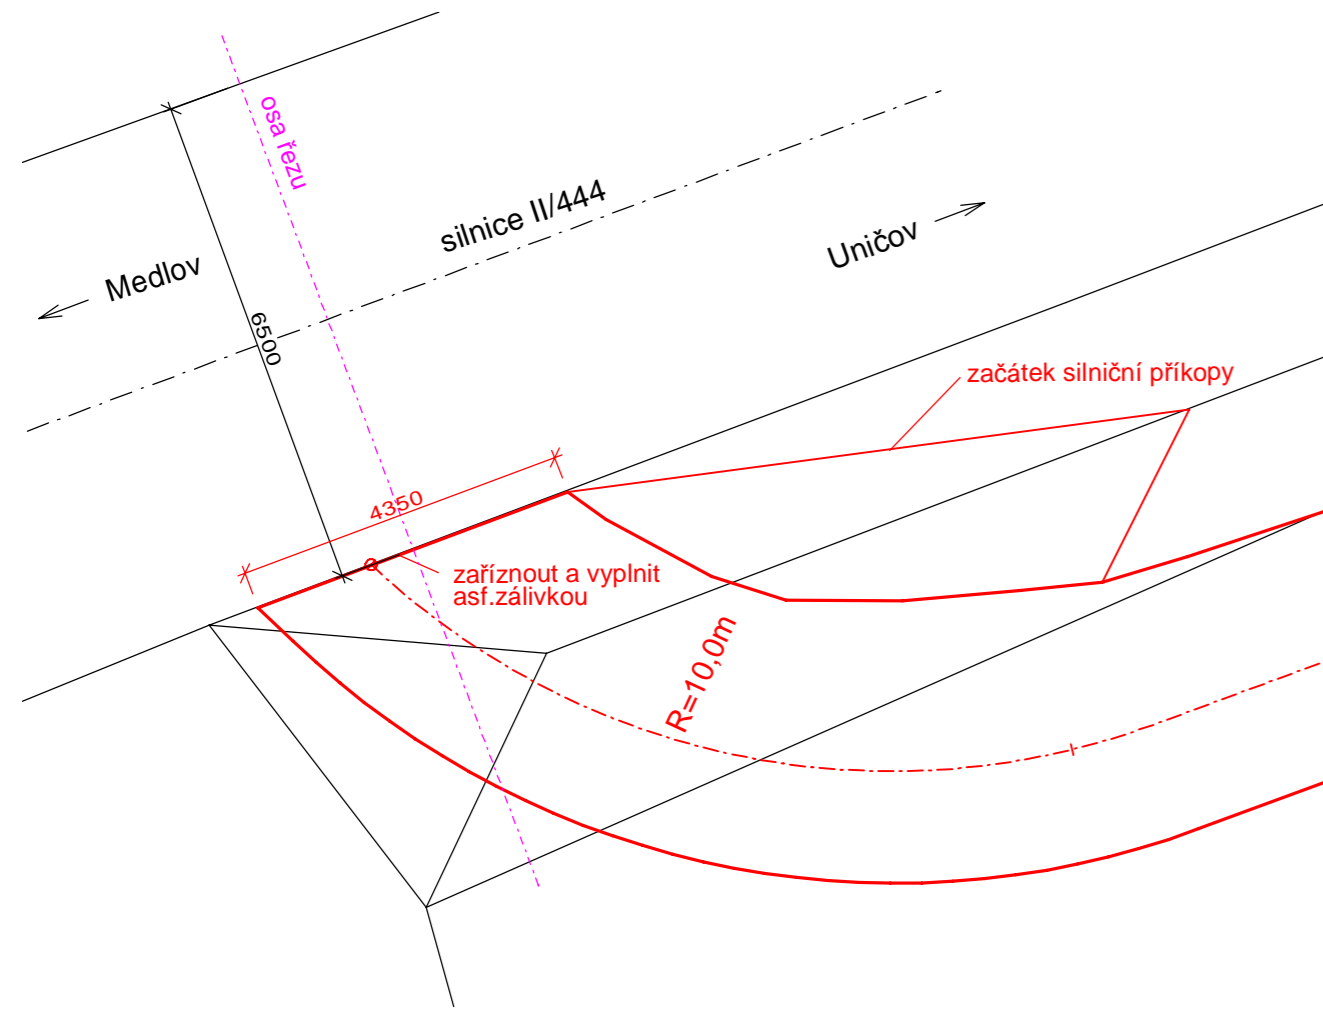 osa řezu
silnice II/444
Uničov
Medlov
6500
začátek silniční příkopy
4350
zaříznout a vyplnit
asf.zálivkou
R=10,0m